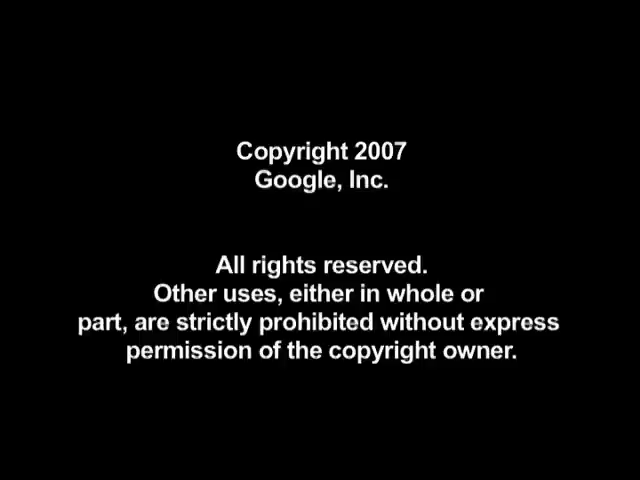 Copyright 2007
Google, Inc.
All rights reserved.
Other uses, either in whole or
part, are strictly prohibited without express
permission of the copyright owner.